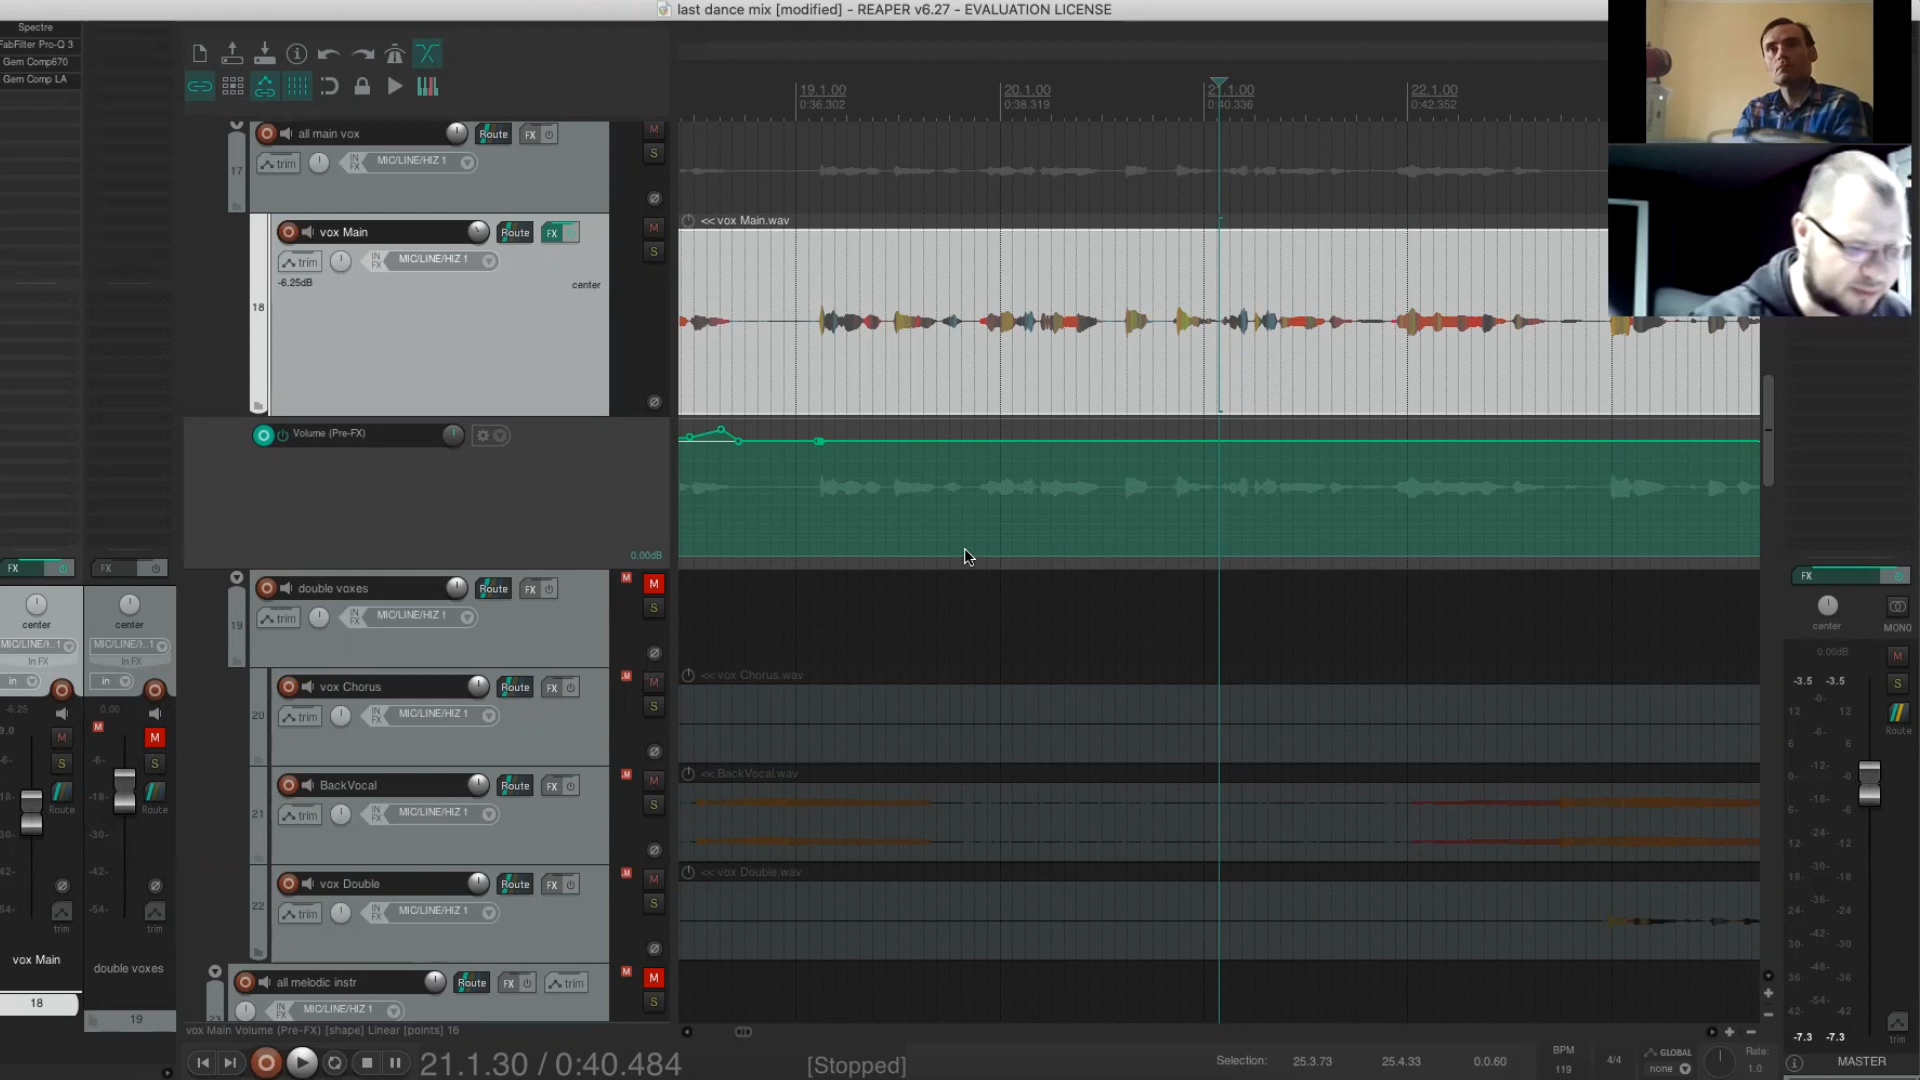 last dance mix [modified] - REAPER v6.27 - EVALUATION LICENSE
Spectre
FabFilter Pro-Q 3
Gem Comp670
Gem Comp LA
19.1.00
0:36.302
20.1.00
0:38.319
21.1.00
0:40.336
22.1.00
0:42.352
17
all main vox
Route
FX
M
trim
IN FX
MIC/LINE/HIZ 1
S
<< vox Main.wav
18
vox Main
Route
FX
M
trim
IN FX
MIC/LINE/HIZ 1
S
-6.25dB
center
Volume (Pre-FX)
0.00dB
19
double voxes
Route
FX
M
M
trim
IN FX
MIC/LINE/HIZ 1
S
20
vox Chorus
Route
FX
M
M
<< vox Chorus.wav
trim
IN FX
MIC/LINE/HIZ 1
S
21
BackVocal
Route
FX
M
M
<< BackVocal.wav
trim
IN FX
MIC/LINE/HIZ 1
S
22
vox Double
Route
FX
M
M
<< vox Double.wav
trim
IN FX
MIC/LINE/HIZ 1
S
23
all melodic instr
Route
FX
trim
M
M
IN FX
MIC/LINE/HIZ 1
S
vox Main Volume (Pre-FX) [shape] Linear [points] 16
21.1.30 / 0:40.484
[Stopped]
Selection:
25.3.73
25.4.33
0.0.60
BPM
119
4/4
GLOBAL
none
Rate:
1.0
FX
FX
center
center
MIC/LINE/H..1
MIC/LINE/H..1
In FX
In FX
in
in
-6.25
0.00
M
M
M
S
S
Route
Route
-6-
-18-
-30-
-42-
-54-
trim
trim
vox Main
double voxes
18
19
FX
center
MONO
0.00dB
M
-3.5 -3.5
S
Route
12
6
0-
6-
12-
18-
24-
30-
36-
42-
-0-
-6-
-12-
-18-
-24-
-30-
-36-
-42-
-54-
-7.3 -7.3
trim
MASTER